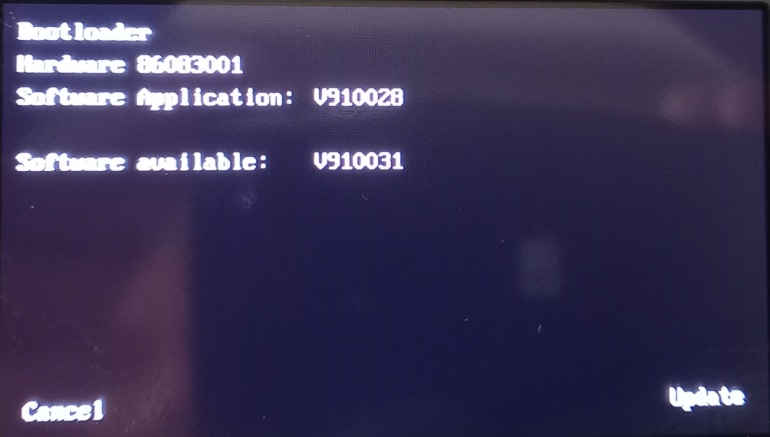 Bootloader
Hardware 86083001
Software Application: V910028
Software available: V910031
Cancel
Update